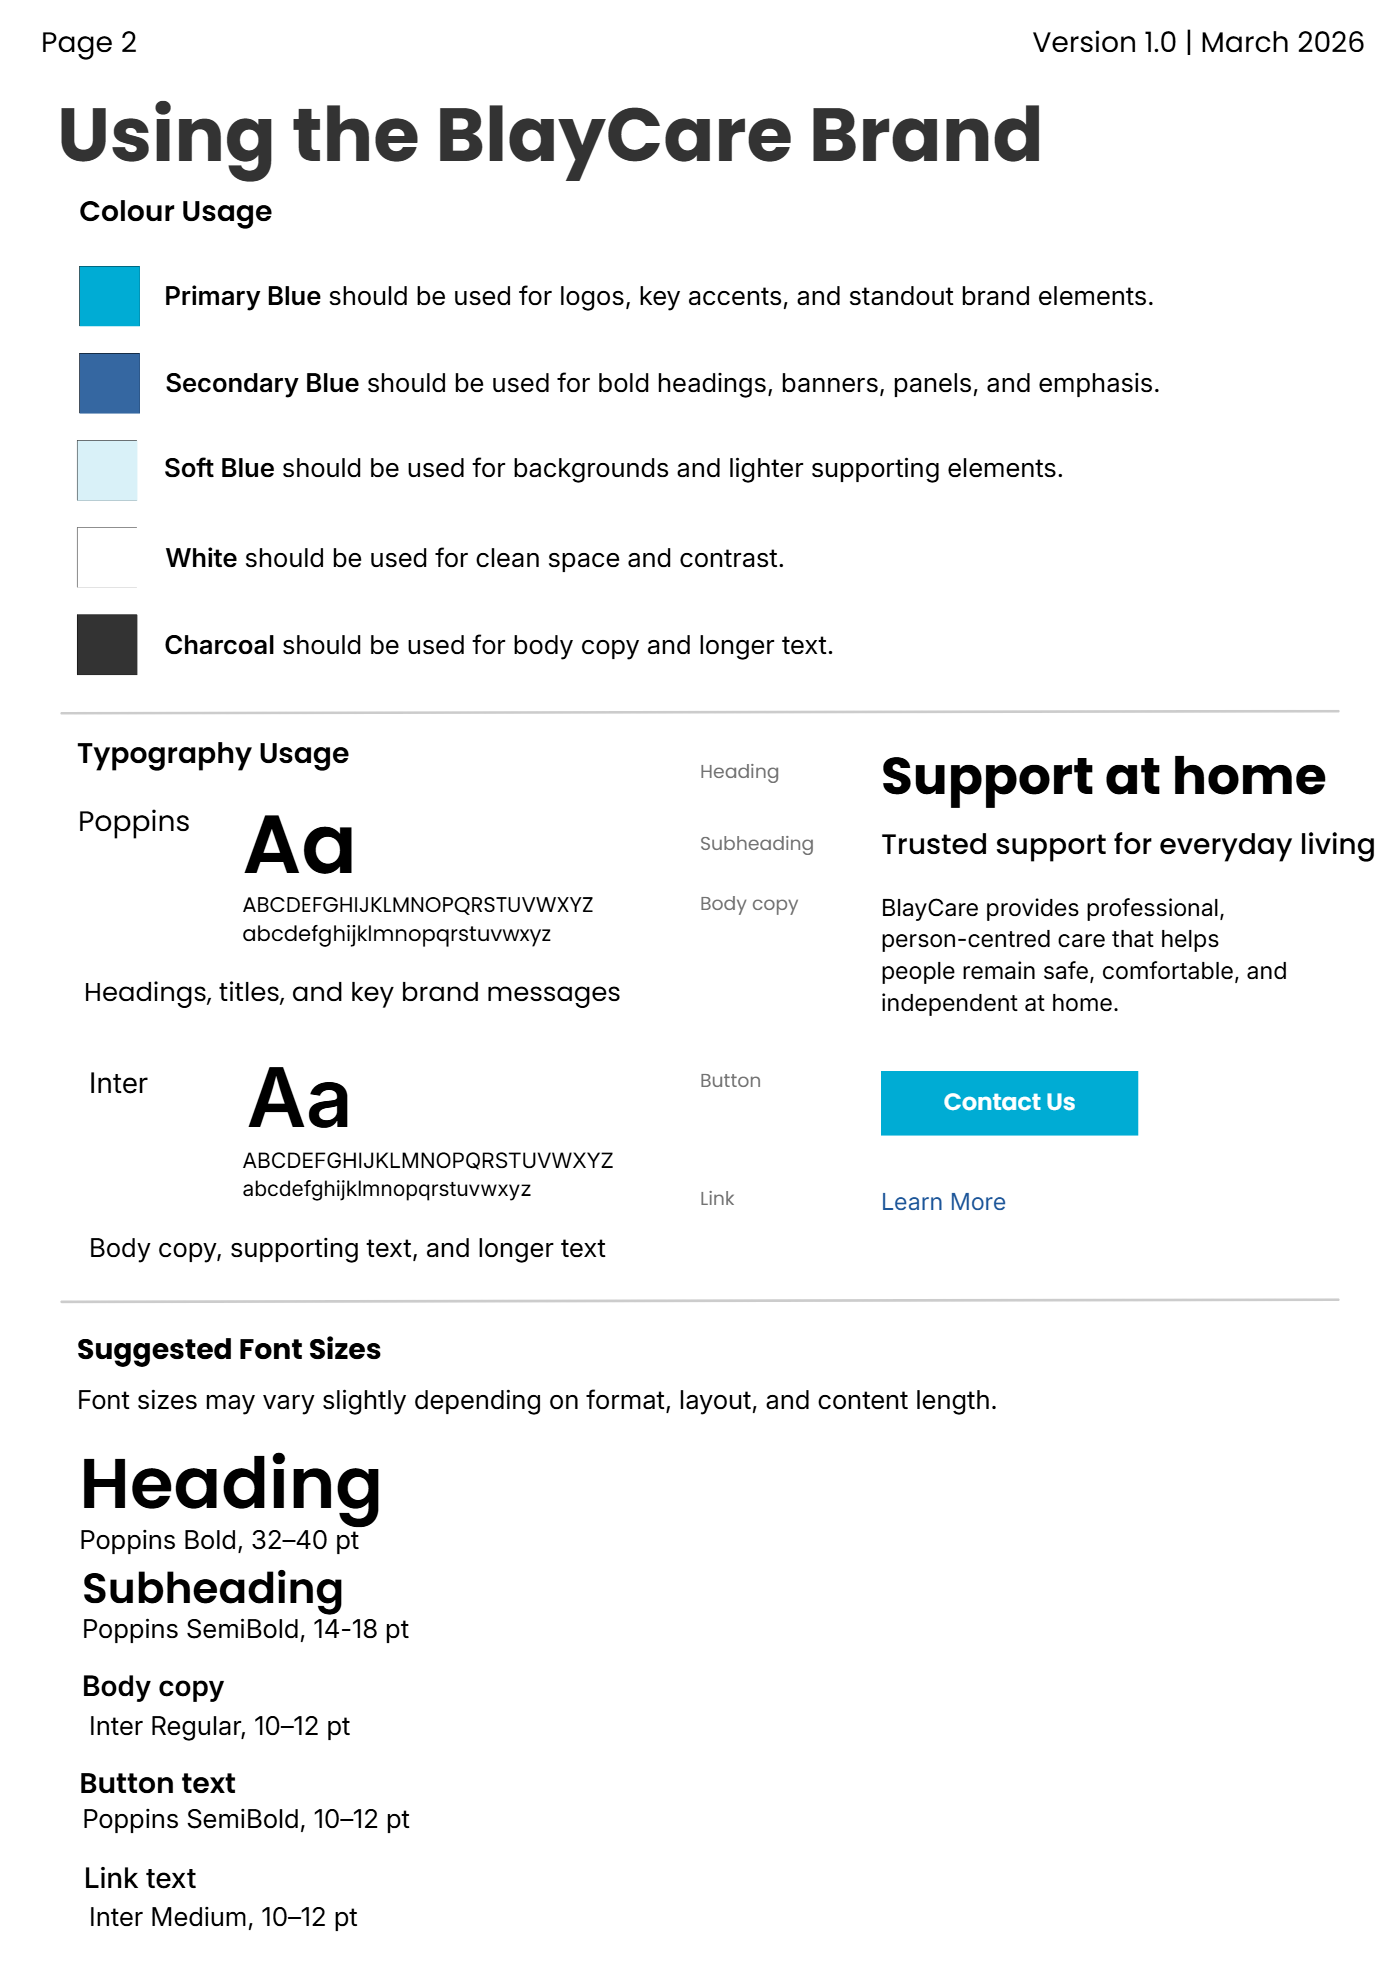 Page 2
Version 1.0 | March 2026
Using the BlayCare Brand
Colour Usage
Primary Blue should be used for logos, key accents, and standout brand elements.
Secondary Blue should be used for bold headings, banners, panels, and emphasis.
Soft Blue should be used for backgrounds and lighter supporting elements.
White should be used for clean space and contrast.
Charcoal should be used for body copy and longer text.
Typography Usage
Poppins
Aa
ABCDEFGHIJKLMNOPQRSTUVWXYZ
abcdefghijklmnopqrstuvwxyz
Headings, titles, and key brand messages
Inter
Aa
ABCDEFGHIJKLMNOPQRSTUVWXYZ
abcdefghijklmnopqrstuvwxyz
Body copy, supporting text, and longer text
Heading
Support at home
Subheading
Trusted support for everyday living
Body copy
BlayCare provides professional,
person-centred care that helps
people remain safe, comfortable, and
independent at home.
Button
Contact Us
Link
Learn More
Suggested Font Sizes
Font sizes may vary slightly depending on format, layout, and content length.
Heading
Poppins Bold, 32–40 pt
Subheading
Poppins SemiBold, 14-18 pt
Body copy
Inter Regular, 10–12 pt
Button text
Poppins SemiBold, 10–12 pt
Link text
Inter Medium, 10–12 pt